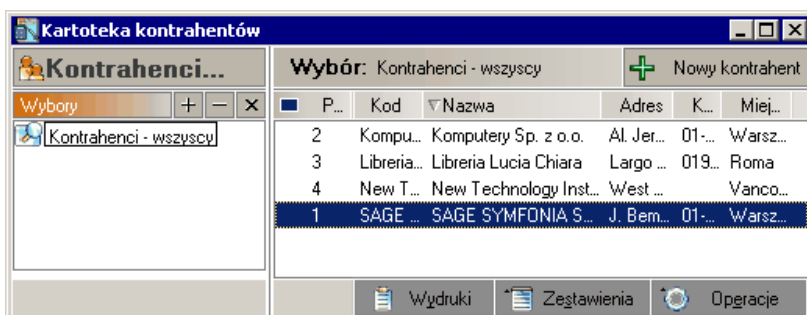 Kartoteka kontrahentów
Kontrahenci...
Wybór: Kontrahenci - wszyscy
Nowy kontrahent
Wybory
Kontrahenci - wszyscy
P... Kod Nazwa Adres K... Miej...
2 Kompu... Komputery Sp. z o.o. Al. Jer... 01-... Warsz...
3 Libreria... Libreria Lucia Chiara Largo ... 019... Roma
4 New T... New Technology Inst... West ... Vanco...
1 SAGE ... SAGE SYMFONIA S... J. Bem... 01-... Warsz...
Wydruki Zestawienia Operacje